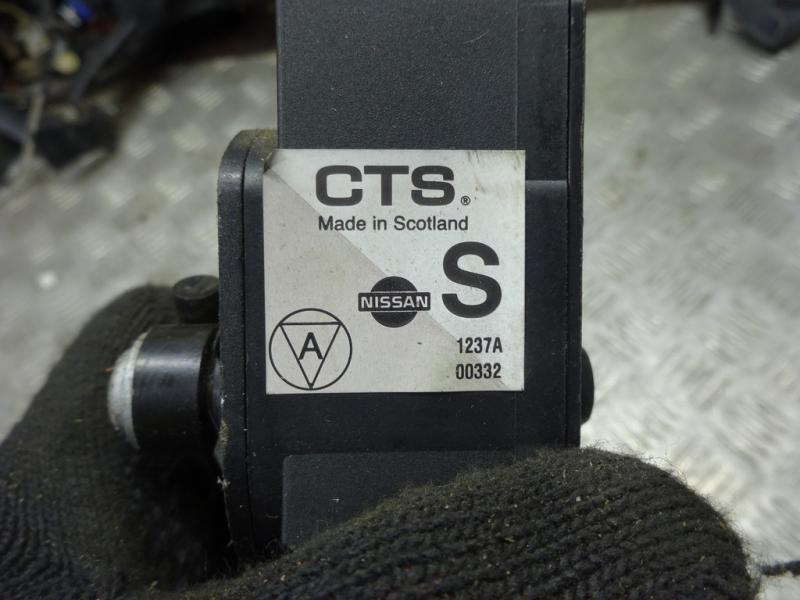 CTS®
Made in Scotland
NISSAN
S
A
1237A
00332